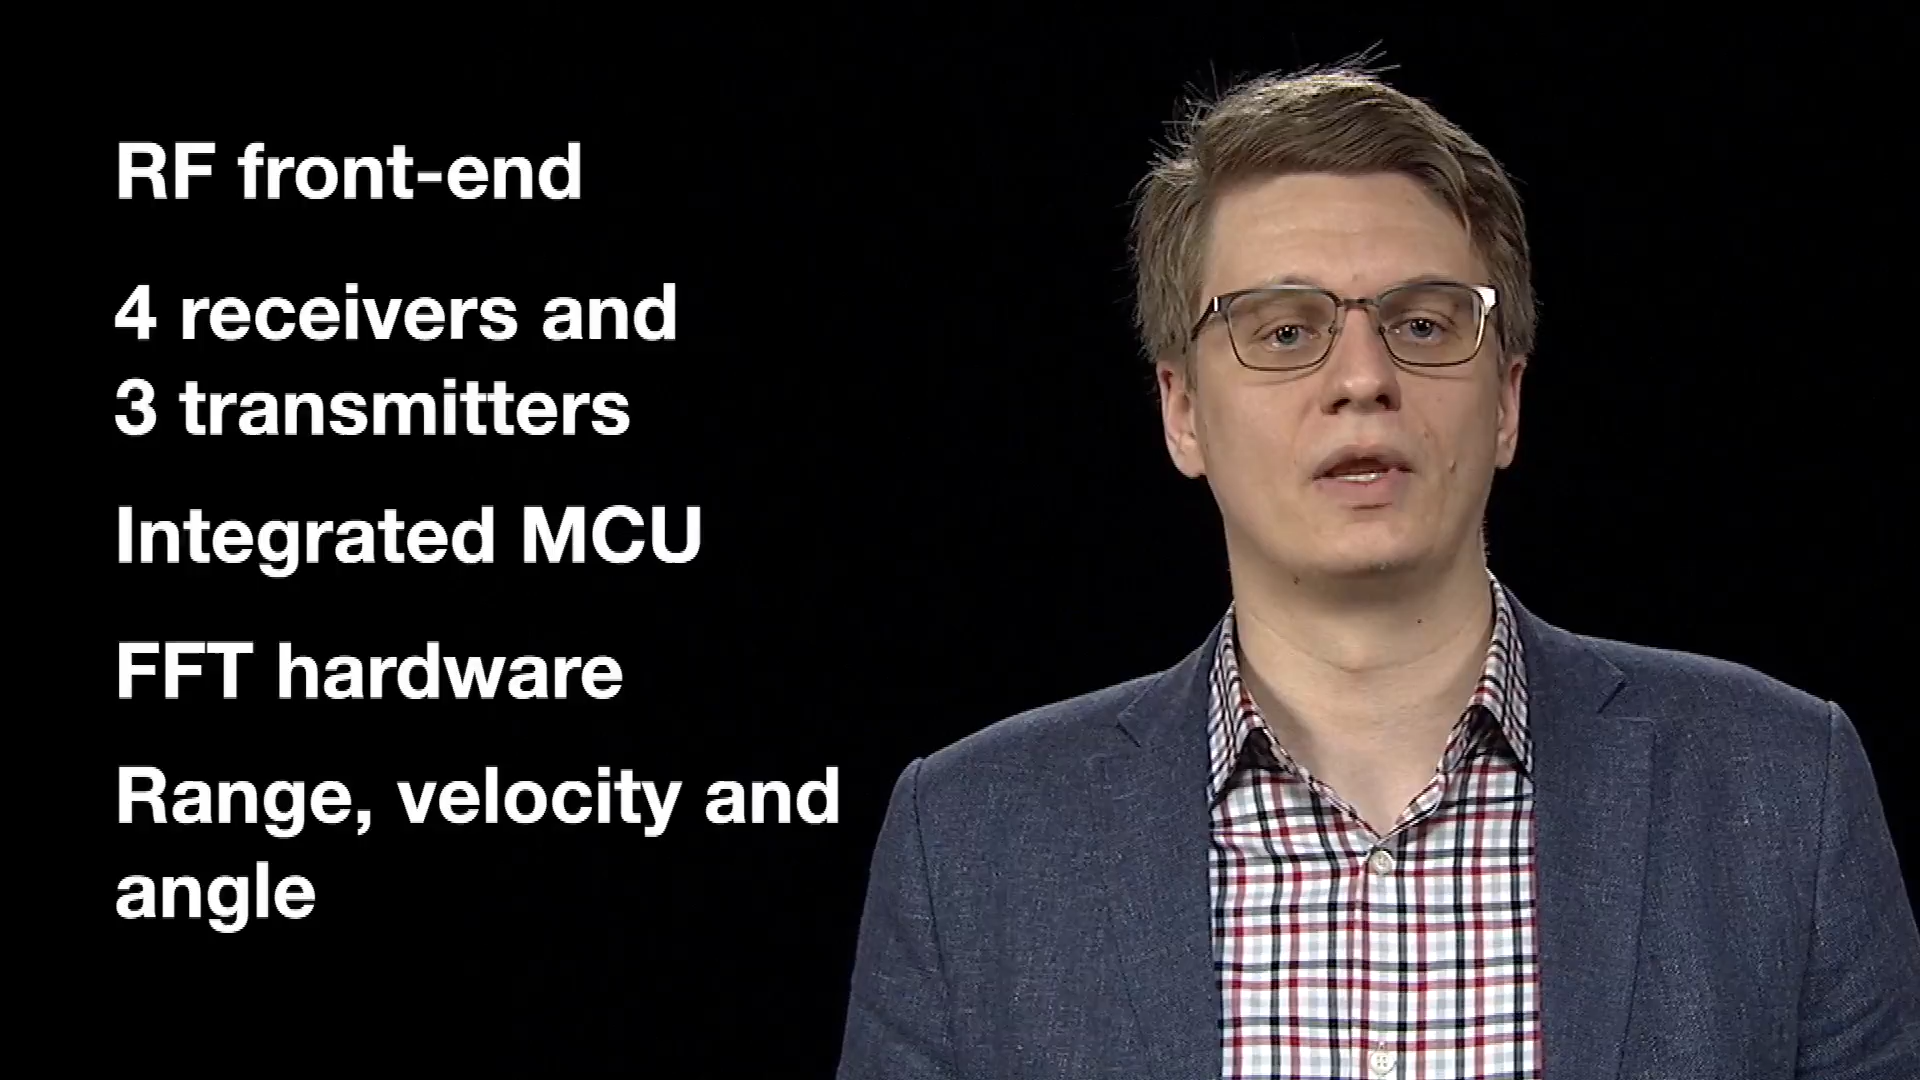 RF front-end
4 receivers and
3 transmitters
Integrated MCU
FFT hardware
Range, velocity and
angle